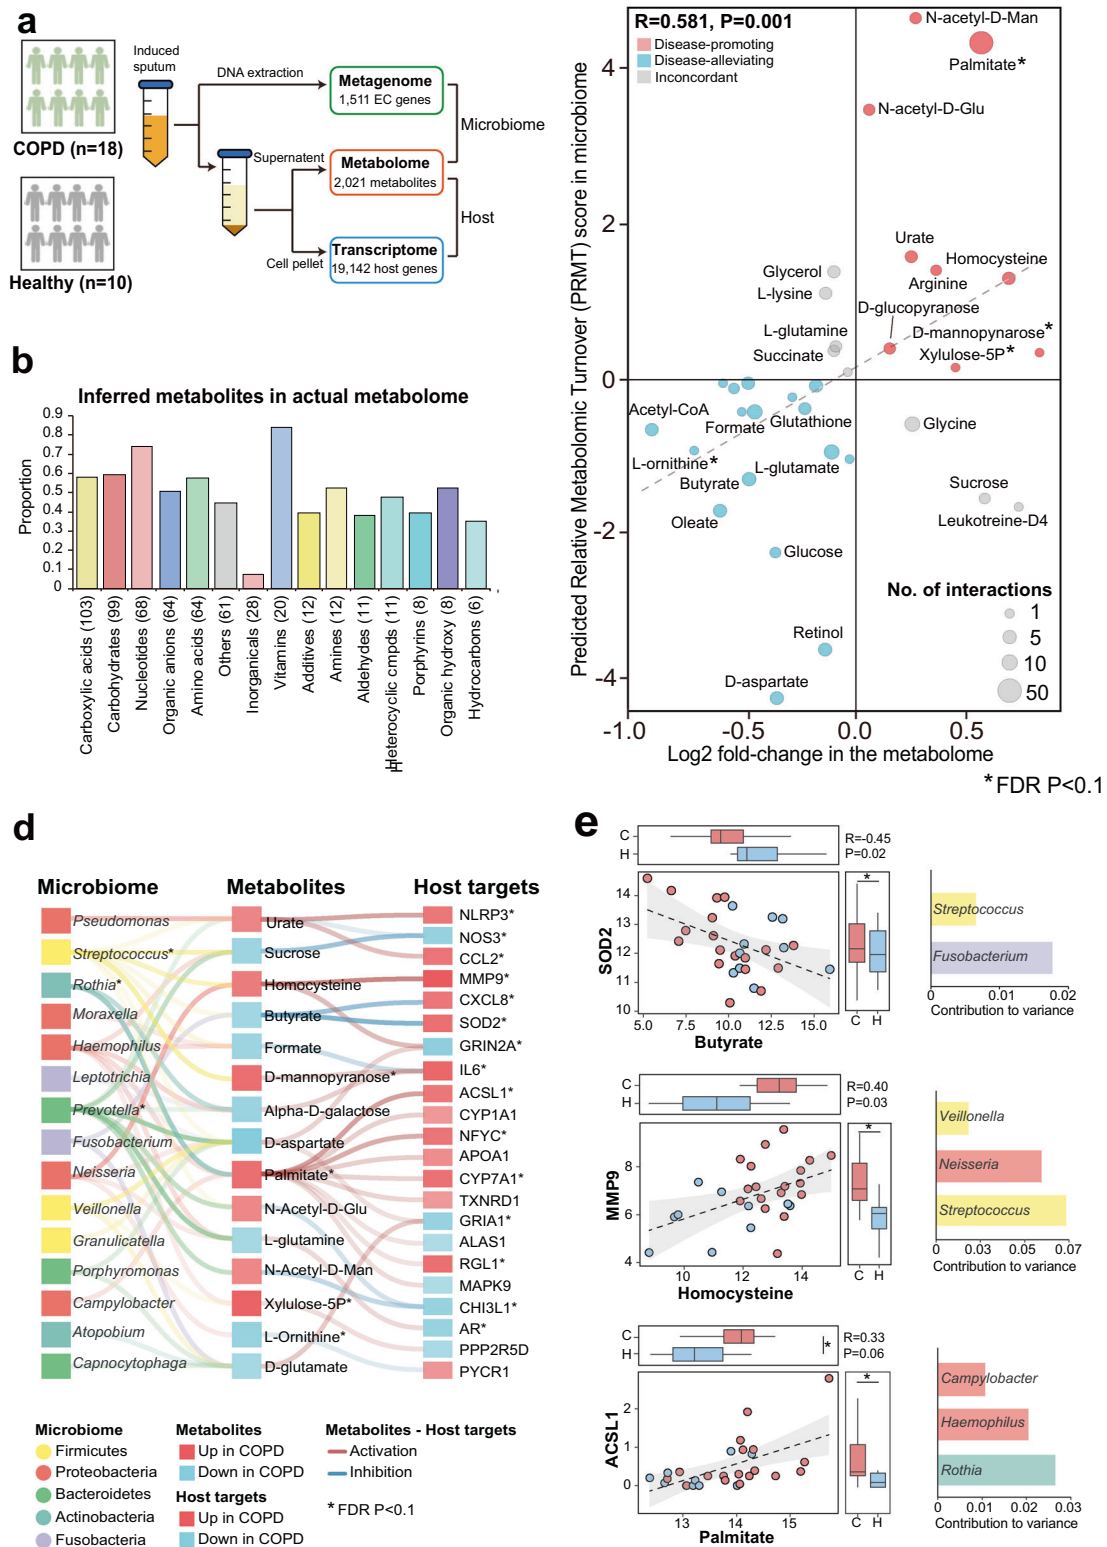 a
Induced
sputum
DNA extraction
Metagenome
1,511 EC genes
Microbiome
COPD (n=18)
Supernatent
Metabolome
2,021 metabolites
Host
Cell pellet
Transcriptome
19,142 host genes
Healthy (n=10)
b
Inferred metabolites in actual metabolome
Proportion
0.9
0.8
0.7
0.6
0.5
0.4
0.3
0.2
0.1
0
Carboxylic acids (103)
Carbohydrates (99)
Nucleotides (68)
Organic anions (64)
Amino acids (64)
Others (61)
Inorganicals (28)
Vitamins (20)
Additives (12)
Amines (12)
Aldehydes (11)
Heterocyclic cmpds (11)
Porphyrins (8)
Organic hydroxy (8)
Hydrocarbons (6)
R=0.581, P=0.001
Disease-promoting
Disease-alleviating
Inconcordant
Predicted Relative Metabolomic Turnover (PRMT) score in microbiome
4
2
0
-2
-4
N-acetyl-D-Man
Palmitate*
N-acetyl-D-Glu
Urate
Homocysteine
Glycerol
Arginine
L-lysine
D-glucopyranose
L-glutamine
D-mannopynarose*
Succinate
Xylulose-5P*
Acetyl-CoA
Formate
Glutathione
Glycine
L-ornithine*
L-glutamate
Butyrate
Sucrose
Oleate
Leukotreine-D4
Glucose
No. of interactions
1
5
10
50
Retinol
D-aspartate
-1.0
-0.5
0.0
0.5
Log2 fold-change in the metabolome
*FDR P<0.1
d
Microbiome
Pseudomonas
Streptococcus*
Rothia*
Moraxella
Haemophilus
Leptotrichia
Prevotella*
Fusobacterium
Neisseria
Veillonella
Granulicatella
Porphyromonas
Campylobacter
Atopobium
Capnocytophaga
Metabolites
Urate
Sucrose
Homocysteine
Butyrate
Formate
D-mannopyranose*
Alpha-D-galactose
D-aspartate
Palmitate*
N-Acetyl-D-Glu
L-glutamine
N-Acetyl-D-Man
Xylulose-5P*
L-Ornithine*
D-glutamate
Host targets
NLRP3*
NOS3*
CCL2*
MMP9*
CXCL8*
SOD2*
GRIN2A*
IL6*
ACSL1*
CYP1A1
NFYC*
APOA1
CYP7A1*
TXNRD1
GRIA1*
ALAS1
RGL1*
MAPK9
CHI3L1*
AR*
PPP2R5D
PYCR1
Microbiome
Firmicutes
Proteobacteria
Bacteroidetes
Actinobacteria
Fusobacteria
Metabolites
Up in COPD
Down in COPD
Host targets
Up in COPD
Down in COPD
Metabolites - Host targets
Activation
Inhibition
* FDR P<0.1
e
C
H
R=-0.45
P=0.02
SOD2
14
13
12
11
10
5.0
7.5
10.0
12.5
15.0
Butyrate
*
C
H
Streptococcus
Fusobacterium
0
0.01
0.02
Contribution to variance
C
H
R=0.40
P=0.03
MMP9
8
6
4
10
12
14
Homocysteine
*
C
H
Veillonella
Neisseria
Streptococcus
0
0.03
0.05
0.07
Contribution to variance
C
H
*
R=0.33
P=0.06
ACSL1
2
1
0
13
14
15
Palmitate
*
C
H
Campylobacter
Haemophilus
Rothia
0
0.01
0.02
0.03
Contribution to variance